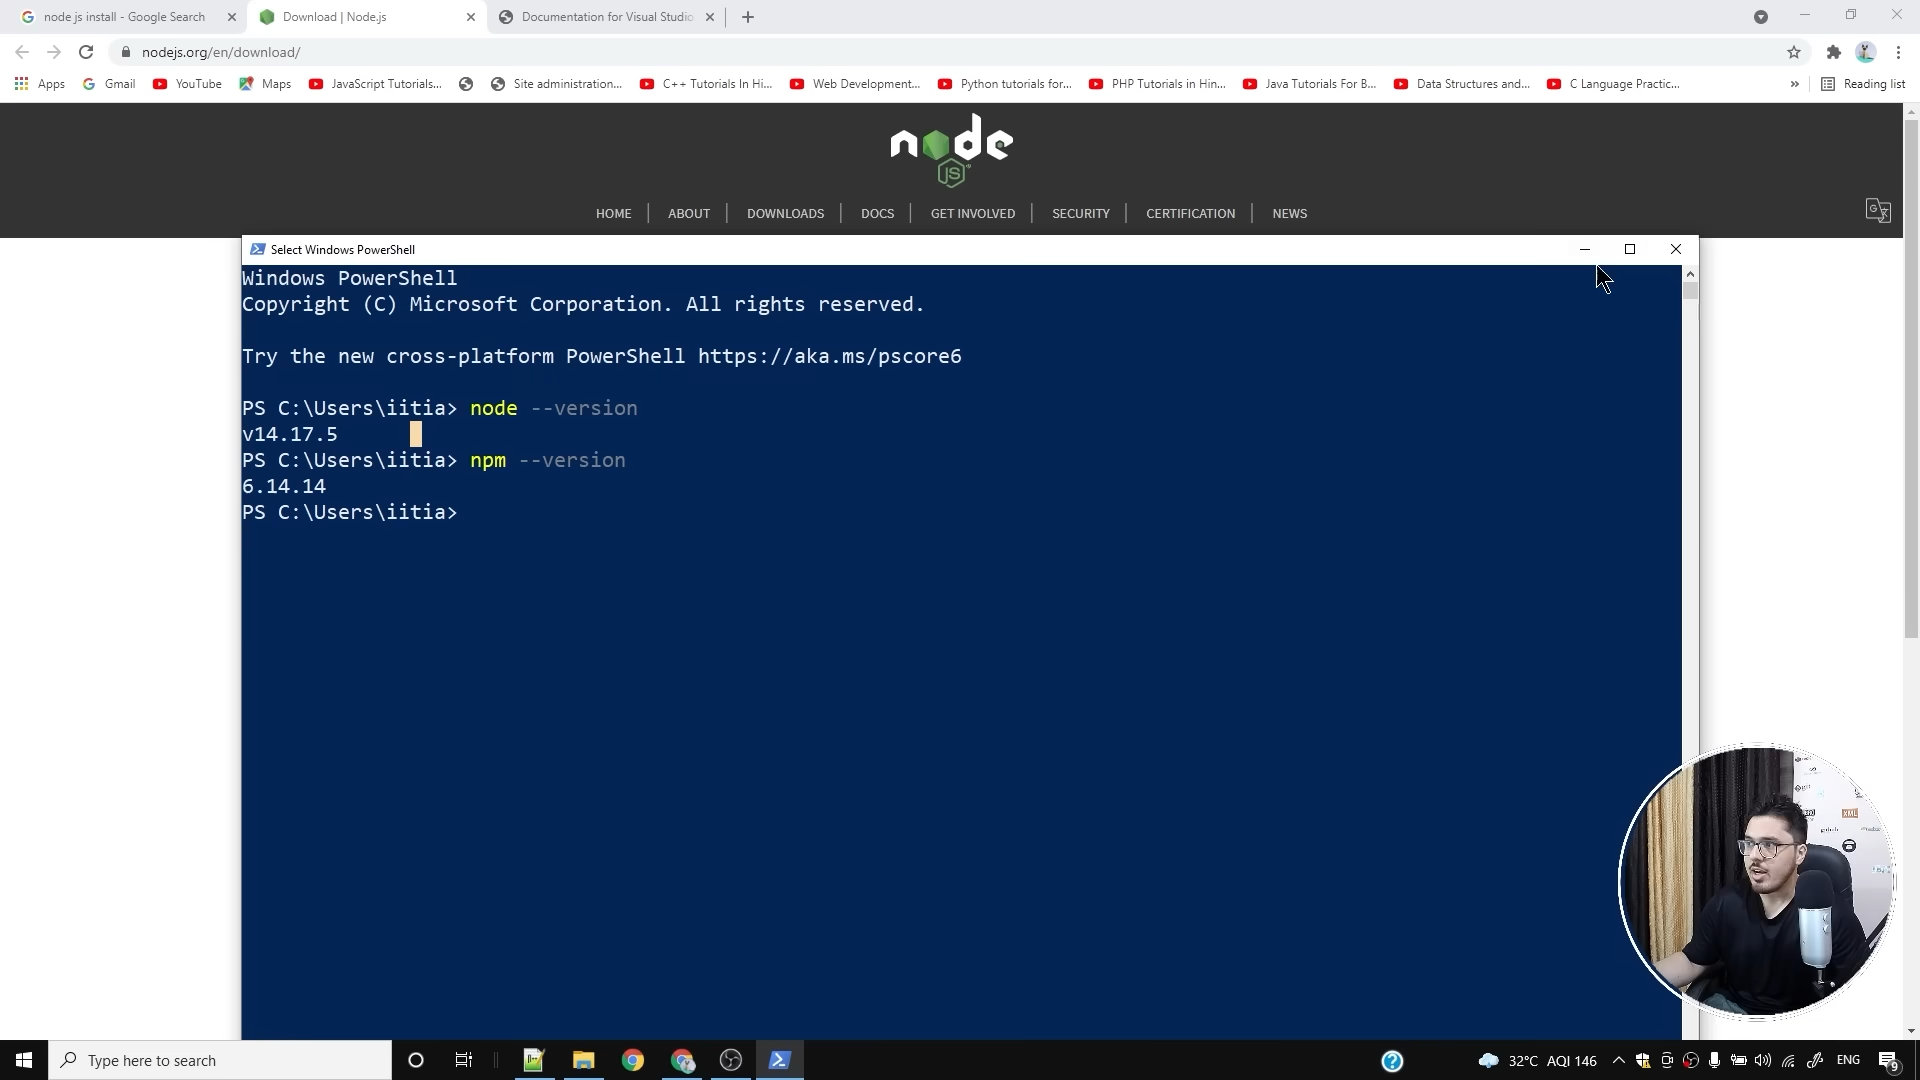 node js install - Google Search
Download | Node.js
Documentation for Visual Studio
nodejs.org/en/download/
Apps
Gmail
YouTube
Maps
JavaScript Tutorials...
Site administration...
C++ Tutorials In Hi...
Web Development...
Python tutorials for...
PHP Tutorials in Hin...
Java Tutorials For B...
Data Structures and...
C Language Practic...
»
Reading list
node
JS
HOME
ABOUT
DOWNLOADS
DOCS
GET INVOLVED
SECURITY
CERTIFICATION
NEWS
Select Windows PowerShell
Windows PowerShell
Copyright (C) Microsoft Corporation. All rights reserved.
Try the new cross-platform PowerShell https://aka.ms/pscore6
PS C:\Users\iitia> node --version
v14.17.5
PS C:\Users\iitia> npm --version
6.14.14
PS C:\Users\iitia>
git
XML
github
Type here to search
32°C AQI 146
ENG
9